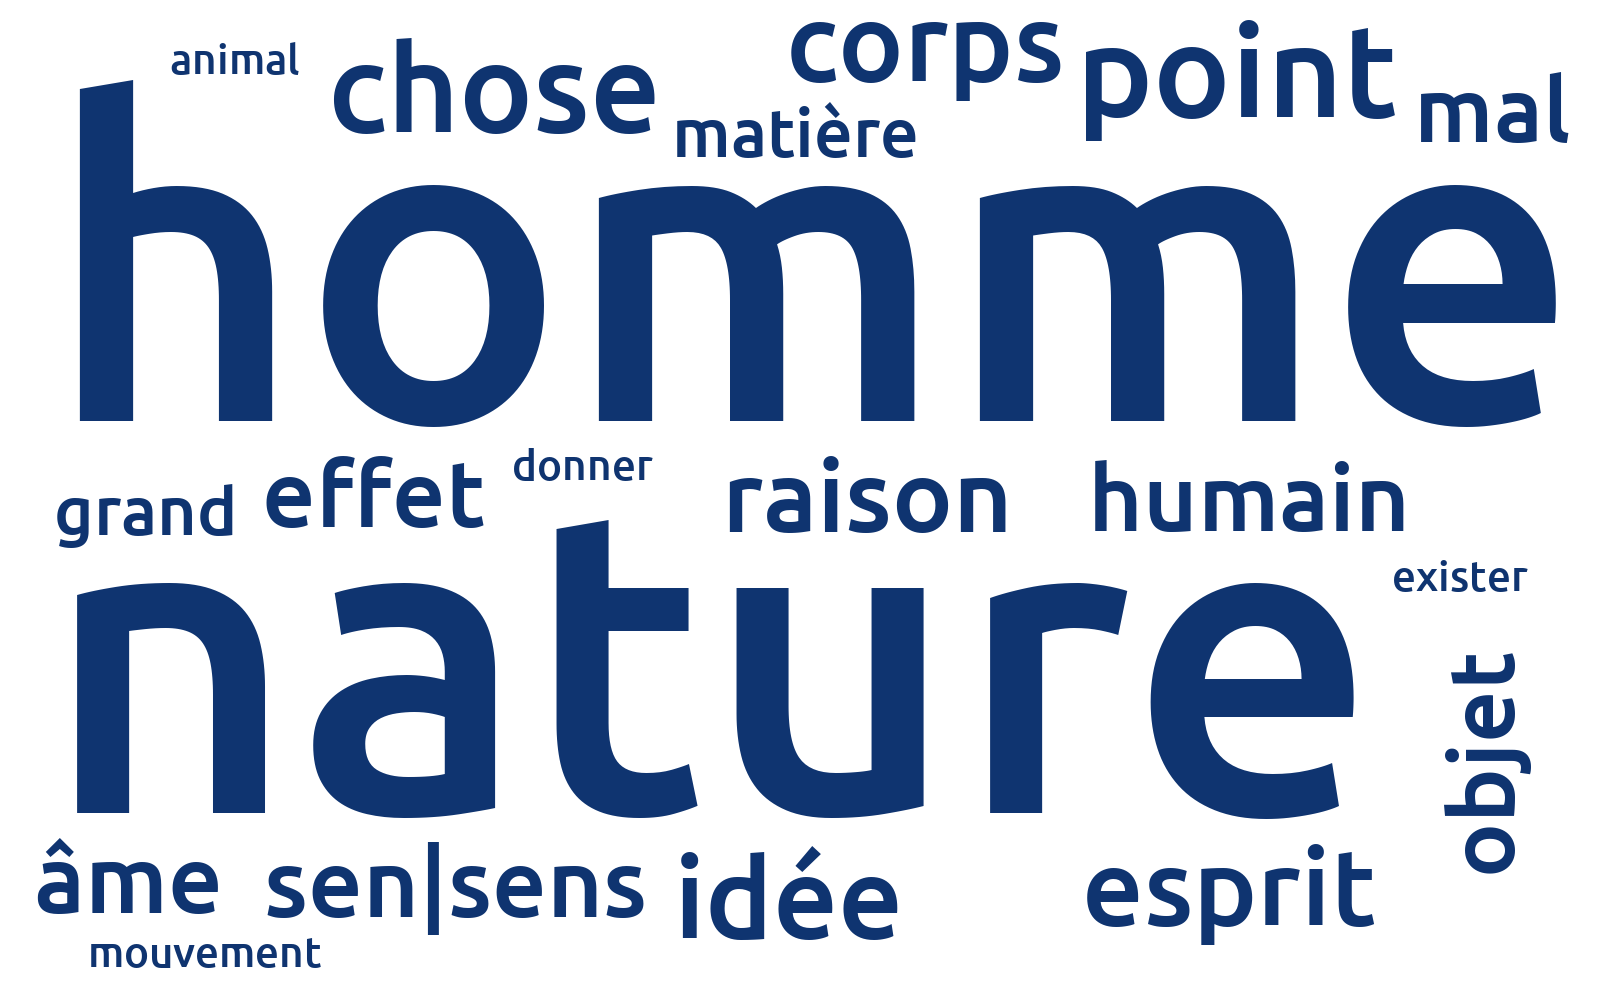 animal
chose
corps
point
mal
matière
homme
grand
effet
donner
raison
humain
nature
exister
objet
âme
sen|sens
idée
esprit
mouvement